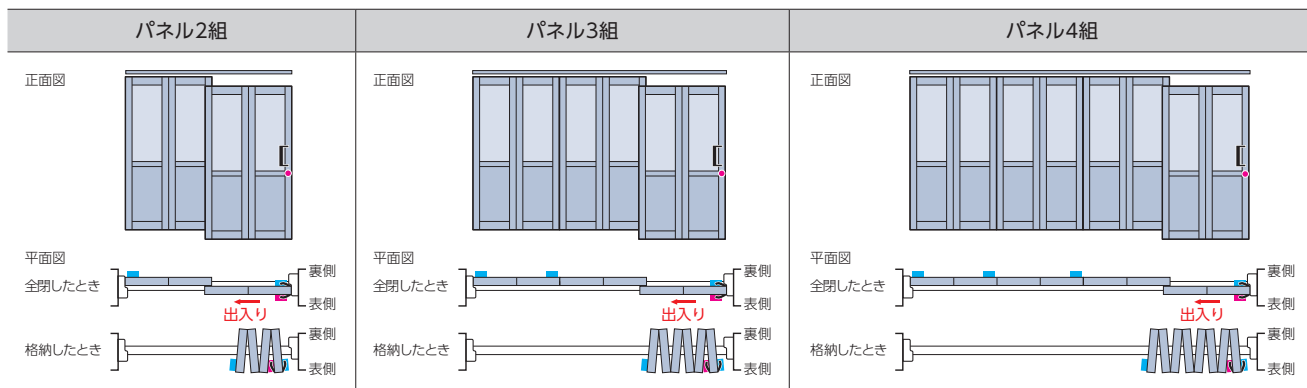 パネル2組
パネル3組
パネル4組
正面図
正面図
正面図
平面図
全閉したとき
裏側
表側
出入り
格納したとき
裏側
表側
平面図
全閉したとき
裏側
表側
出入り
格納したとき
裏側
表側
平面図
全閉したとき
裏側
表側
出入り
格納したとき
裏側
表側